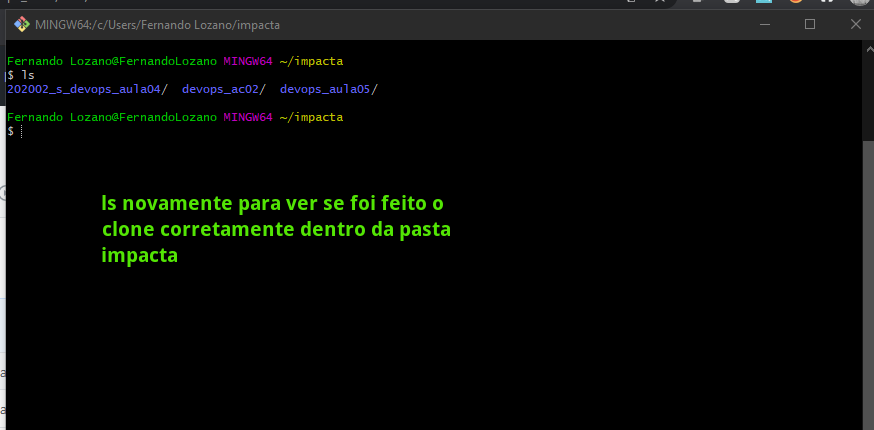 MINGW64:/c/Users/Fernando Lozano/impacta
Fernando Lozano@FernandoLozano MINGW64 ~/impacta
$ ls
202002_s_devops_aula04/  devops_ac02/  devops_aula05/
Fernando Lozano@FernandoLozano MINGW64 ~/impacta
$
ls novamente para ver se foi feito o
clone corretamente dentro da pasta
impacta